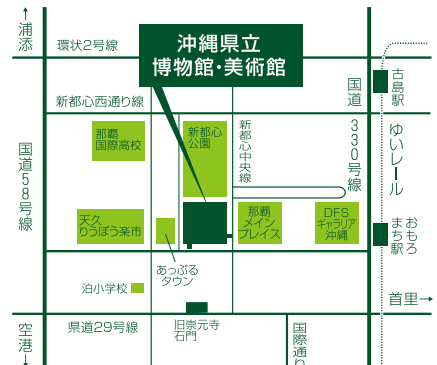 浦添
環状2号線
沖縄県立
博物館・美術館
国道
古島駅
新都心西通り線
那覇
国際高校
新都心
公園
新都心中央線
330号線
ゆいレール
国道58号線
天久
りうぼう楽市
那覇
メイン
プレイス
DFS
ギャラリア
沖縄
おもろ
まち駅
あっぷる
タウン
泊小学校
首里
空港
県道29号線
旧崇元寺
石門
国際通り